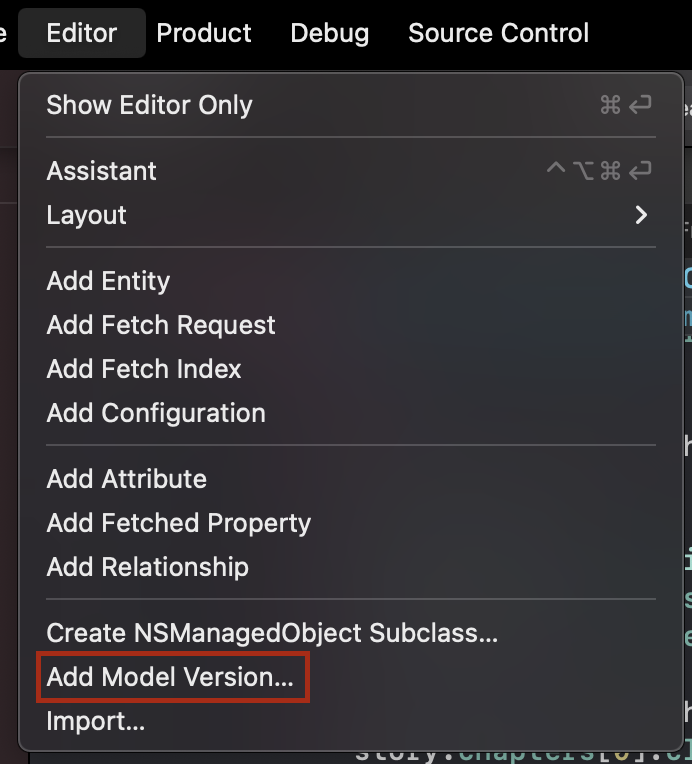 Editor Product Debug Source Control
Show Editor Only ⌘ ↩
Assistant ^⌥⌘ ↩
Layout
Add Entity
Add Fetch Request
Add Fetch Index
Add Configuration
Add Attribute
Add Fetched Property
Add Relationship
Create NSManagedObject Subclass...
Add Model Version...
Import...